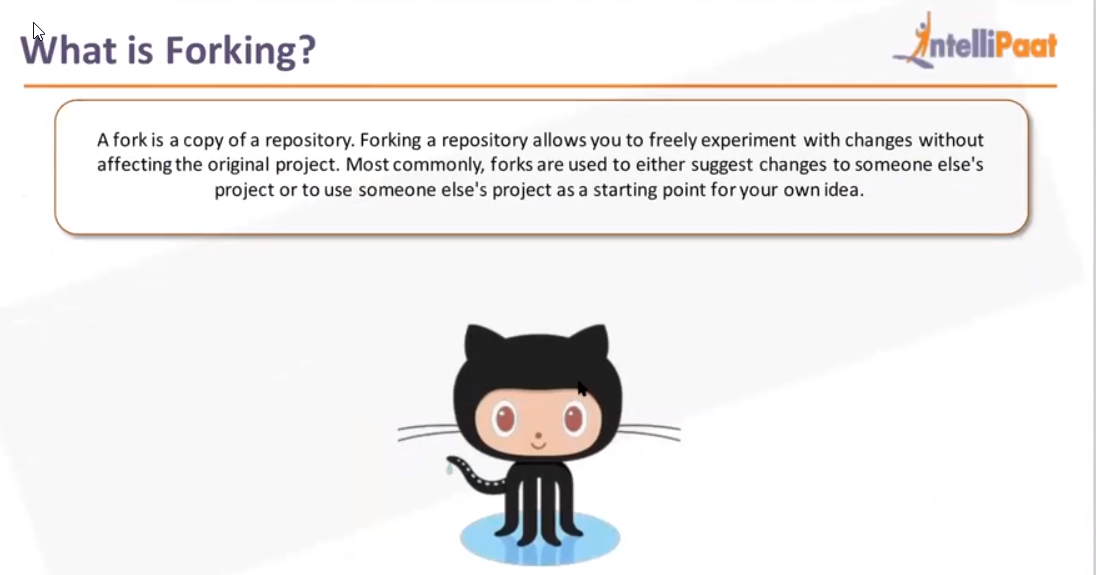 What is Forking?
IntelliPaat
A fork is a copy of a repository. Forking a repository allows you to freely experiment with changes without
affecting the original project. Most commonly, forks are used to either suggest changes to someone else's
project or to use someone else's project as a starting point for your own idea.